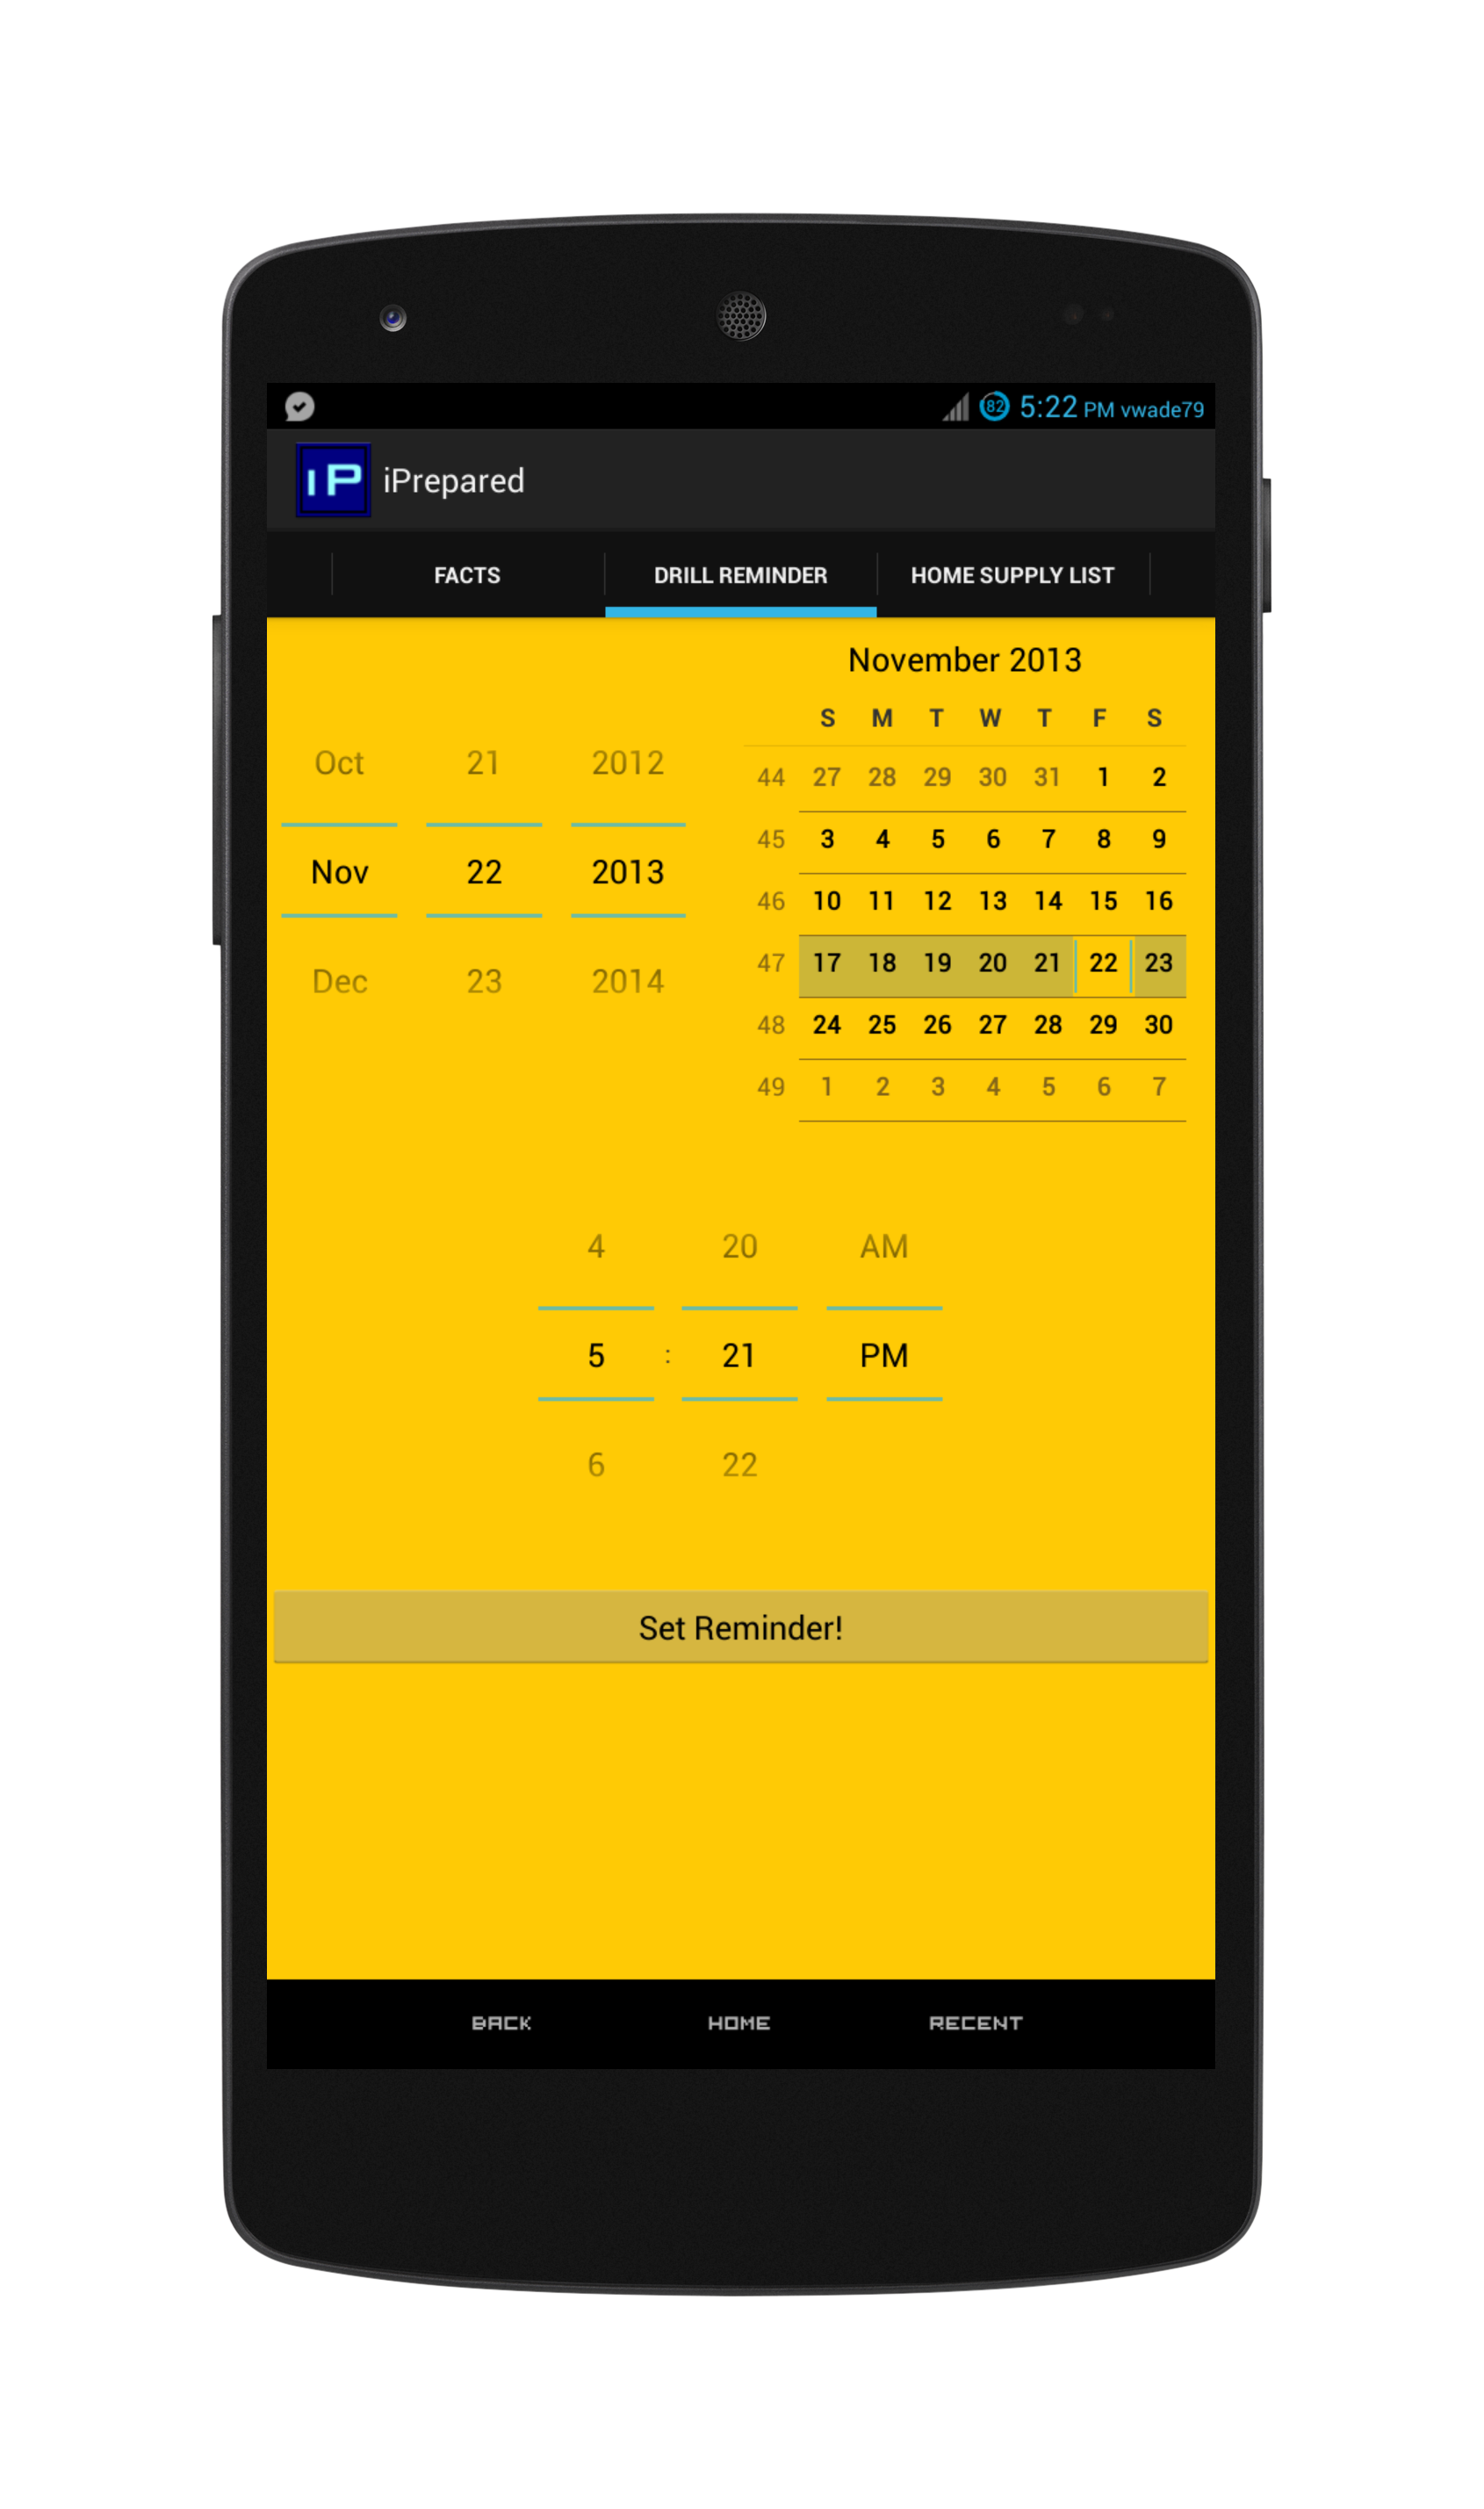 82 5:22 PM vwade79
iP iPrepared
FACTS DRILL REMINDER HOME SUPPLY LIST
November 2013
S M T W T F S
Oct 21 2012
44 27 28 29 30 31 1 2
45 3 4 5 6 7 8 9
Nov 22 2013
46 10 11 12 13 14 15 16
47 17 18 19 20 21 22 23
Dec 23 2014
48 24 25 26 27 28 29 30
49 1 2 3 4 5 6 7
4 20 AM
5 : 21 PM
6 22
Set Reminder!
BACK HOME RECENT